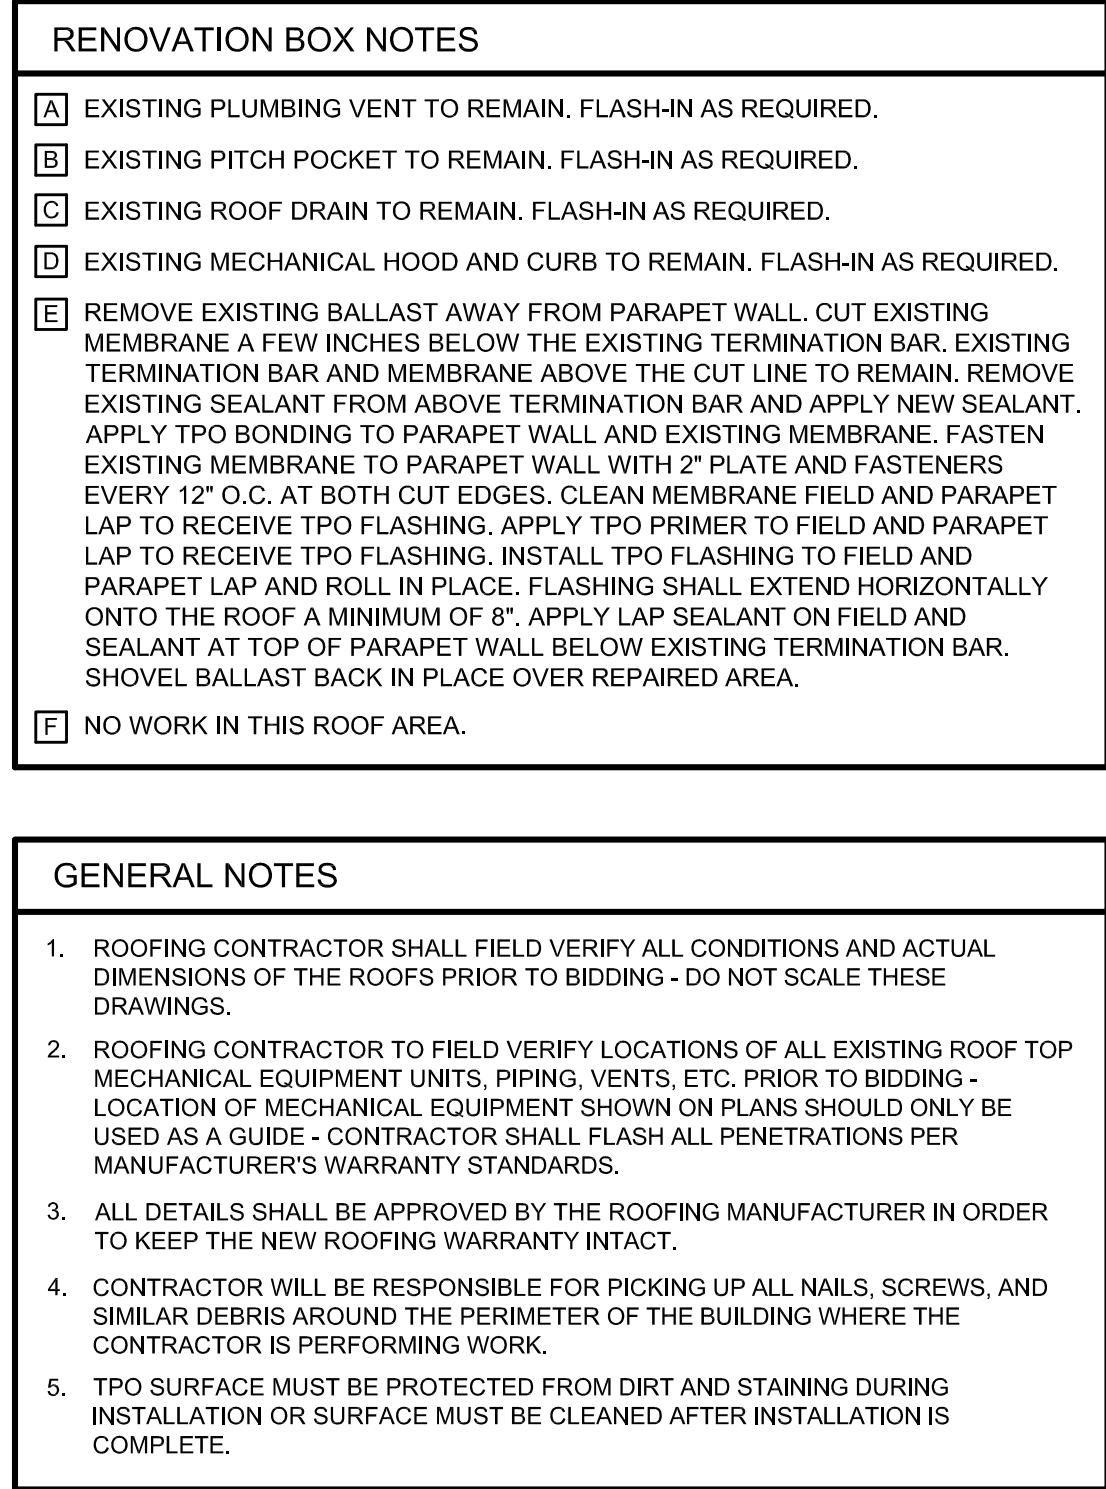 RENOVATION BOX NOTES
A EXISTING PLUMBING VENT TO REMAIN. FLASH-IN AS REQUIRED.
B EXISTING PITCH POCKET TO REMAIN. FLASH-IN AS REQUIRED.
C EXISTING ROOF DRAIN TO REMAIN. FLASH-IN AS REQUIRED.
D EXISTING MECHANICAL HOOD AND CURB TO REMAIN. FLASH-IN AS REQUIRED.
E REMOVE EXISTING BALLAST AWAY FROM PARAPET WALL. CUT EXISTING
MEMBRANE A FEW INCHES BELOW THE EXISTING TERMINATION BAR. EXISTING
TERMINATION BAR AND MEMBRANE ABOVE THE CUT LINE TO REMAIN. REMOVE
EXISTING SEALANT FROM ABOVE TERMINATION BAR AND APPLY NEW SEALANT.
APPLY TPO BONDING TO PARAPET WALL AND EXISTING MEMBRANE. FASTEN
EXISTING MEMBRANE TO PARAPET WALL WITH 2" PLATE AND FASTENERS
EVERY 12" O.C. AT BOTH CUT EDGES. CLEAN MEMBRANE FIELD AND PARAPET
LAP TO RECEIVE TPO FLASHING. APPLY TPO PRIMER TO FIELD AND PARAPET
LAP TO RECEIVE TPO FLASHING. INSTALL TPO FLASHING TO FIELD AND
PARAPET LAP AND ROLL IN PLACE. FLASHING SHALL EXTEND HORIZONTALLY
ONTO THE ROOF A MINIMUM OF 8". APPLY LAP SEALANT ON FIELD AND
SEALANT AT TOP OF PARAPET WALL BELOW EXISTING TERMINATION BAR.
SHOVEL BALLAST BACK IN PLACE OVER REPAIRED AREA.
F NO WORK IN THIS ROOF AREA.
GENERAL NOTES
1. ROOFING CONTRACTOR SHALL FIELD VERIFY ALL CONDITIONS AND ACTUAL
DIMENSIONS OF THE ROOFS PRIOR TO BIDDING - DO NOT SCALE THESE
DRAWINGS.
2. ROOFING CONTRACTOR TO FIELD VERIFY LOCATIONS OF ALL EXISTING ROOF TOP
MECHANICAL EQUIPMENT UNITS, PIPING, VENTS, ETC. PRIOR TO BIDDING -
LOCATION OF MECHANICAL EQUIPMENT SHOWN ON PLANS SHOULD ONLY BE
USED AS A GUIDE - CONTRACTOR SHALL FLASH ALL PENETRATIONS PER
MANUFACTURER'S WARRANTY STANDARDS.
3. ALL DETAILS SHALL BE APPROVED BY THE ROOFING MANUFACTURER IN ORDER
TO KEEP THE NEW ROOFING WARRANTY INTACT.
4. CONTRACTOR WILL BE RESPONSIBLE FOR PICKING UP ALL NAILS, SCREWS, AND
SIMILAR DEBRIS AROUND THE PERIMETER OF THE BUILDING WHERE THE
CONTRACTOR IS PERFORMING WORK.
5. TPO SURFACE MUST BE PROTECTED FROM DIRT AND STAINING DURING
INSTALLATION OR SURFACE MUST BE CLEANED AFTER INSTALLATION IS
COMPLETE.